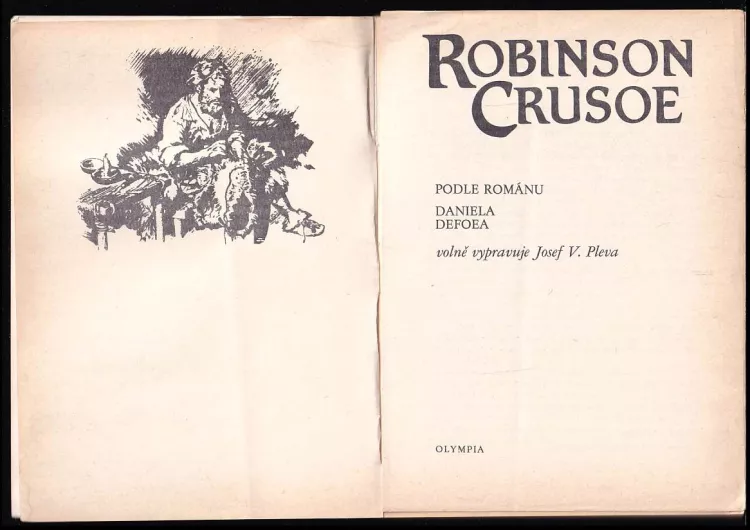 ROBINSON
CRUSOE
PODLE ROMÁNU
DANIELA
DEFOEA
volně vypravuje Josef V. Pleva
OLYMPIA